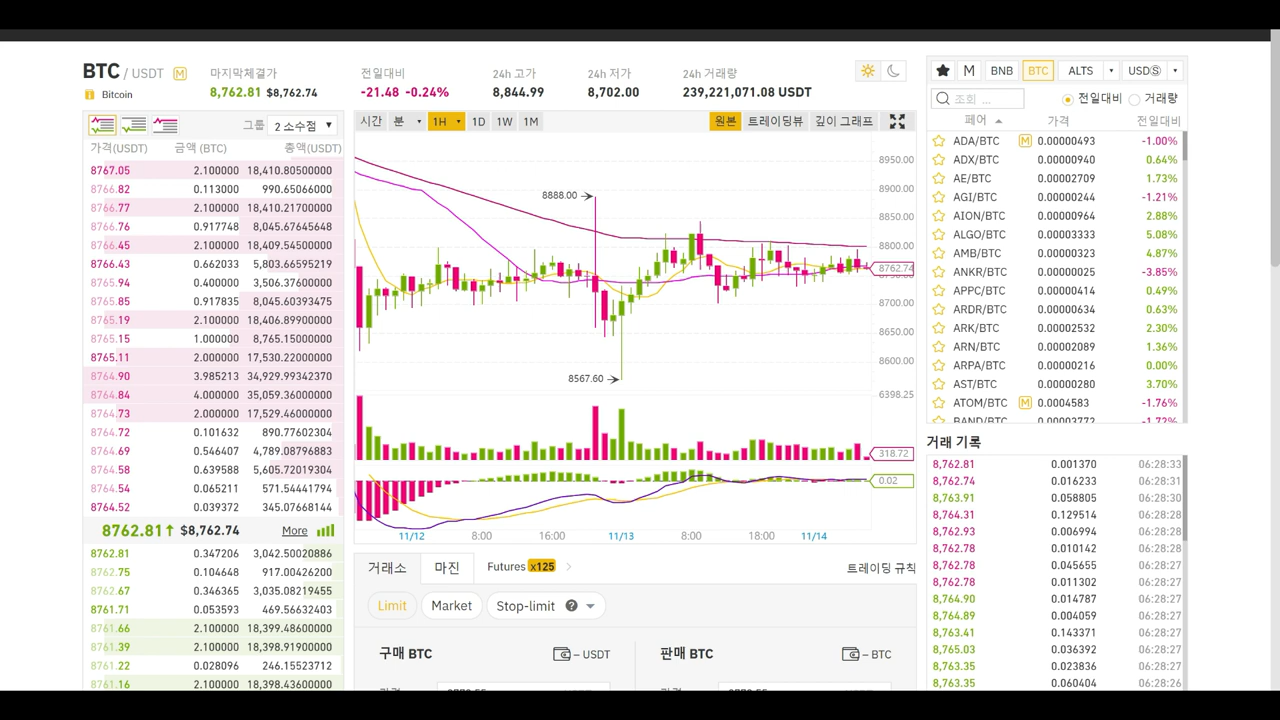 BTC / USDT M
Bitcoin
마지막체결가
8,762.81 $8,762.74
전일대비
-21.48 -0.24%
24h 고가
8,844.99
24h 저가
8,702.00
24h 거래량
239,221,071.08 USDT
그룹 2 소수점
가격(USDT) 금액 (BTC) 총액(USDT)
8767.05 2.100000 18,410.80500000
8766.82 0.113000 990.65066000
8766.77 2.100000 18,410.21700000
8766.76 0.917748 8,045.67645648
8766.45 2.100000 18,409.54500000
8766.43 0.662033 5,803.66595219
8765.94 0.400000 3,506.37600000
8765.85 0.917835 8,045.60393475
8765.19 2.100000 18,406.89900000
8765.15 1.000000 8,765.15000000
8765.11 2.000000 17,530.22000000
8764.90 3.985213 34,929.99342370
8764.84 4.000000 35,059.36000000
8764.73 2.000000 17,529.46000000
8764.72 0.101632 890.77602304
8764.69 0.546407 4,789.08796883
8764.58 0.639588 5,605.72019304
8764.54 0.065211 571.54441794
8764.52 0.039372 345.07668144
8762.81↑ $8,762.74 More
8762.81 0.347206 3,042.50020886
8762.75 0.104648 917.00426200
8762.67 0.346365 3,035.08219455
8761.71 0.053593 469.56632403
8761.66 2.100000 18,399.48600000
8761.39 2.100000 18,398.91900000
8761.22 0.028096 246.15523712
8761.16 2.100000 18,398.43600000
시간 분 1H 1D 1W 1M
원본 트레이팅뷰 깊이 그래프
8950.00
8900.00
8888.00
8850.00
8800.00
8762.74
8700.00
8650.00
8600.00
8567.60
6398.25
318.72
0.02
11/12 8:00 16:00 11/13 8:00 18:00 11/14
거래소 마진 Futures x125
트레이딩 규칙
Limit Market Stop-limit ?
구매 BTC – USDT
판매 BTC – BTC
M BNB BTC ALTS USDⓈ
조회 ...
전일대비 거래량
페어 가격 전일대비
ADA/BTC M 0.00000493 -1.00%
ADX/BTC 0.00000940 0.64%
AE/BTC 0.00002709 1.73%
AGI/BTC 0.00000244 -1.21%
AION/BTC 0.00000964 2.88%
ALGO/BTC 0.00003333 5.08%
AMB/BTC 0.00000323 4.87%
ANKR/BTC 0.00000025 -3.85%
APPC/BTC 0.00000414 0.49%
ARDR/BTC 0.00000634 0.63%
ARK/BTC 0.00002532 2.30%
ARN/BTC 0.00002089 1.36%
ARPA/BTC 0.00000216 0.00%
AST/BTC 0.00000280 3.70%
ATOM/BTC M 0.0004583 -1.76%
BAND/BTC 0.00003772 -1.72%
거래 기록
8,762.81 0.001370 06:28:33
8,762.74 0.016233 06:28:31
8,763.91 0.058805 06:28:30
8,764.31 0.129514 06:28:28
8,762.93 0.006994 06:28:28
8,762.78 0.010142 06:28:28
8,762.78 0.045655 06:28:27
8,762.78 0.011302 06:28:27
8,764.90 0.014787 06:28:27
8,764.89 0.004059 06:28:27
8,763.41 0.143371 06:28:27
8,765.03 0.036392 06:28:27
8,763.35 0.023836 06:28:27
8,763.35 0.060404 06:28:26